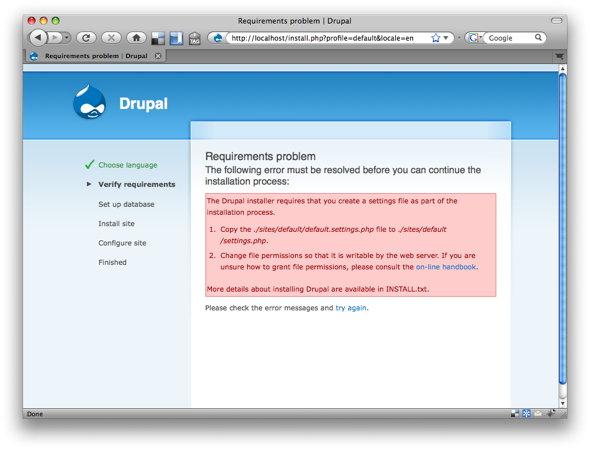 Requirements problem | Drupal
TAG
http://localhost/install.php?profile=default&locale=en
Google
Requirements problem | Drupal
Drupal
Choose language
Verify requirements
Set up database
Install site
Configure site
Finished
Requirements problem
The following error must be resolved before you can continue the
installation process:
The Drupal installer requires that you create a settings file as part of the
installation process.
1. Copy the ./sites/default/default.settings.php file to ./sites/default
/settings.php.
2. Change file permissions so that it is writable by the web server. If you are
unsure how to grant file permissions, please consult the on-line handbook.
More details about installing Drupal are available in INSTALL.txt.
Please check the error messages and try again.
Done